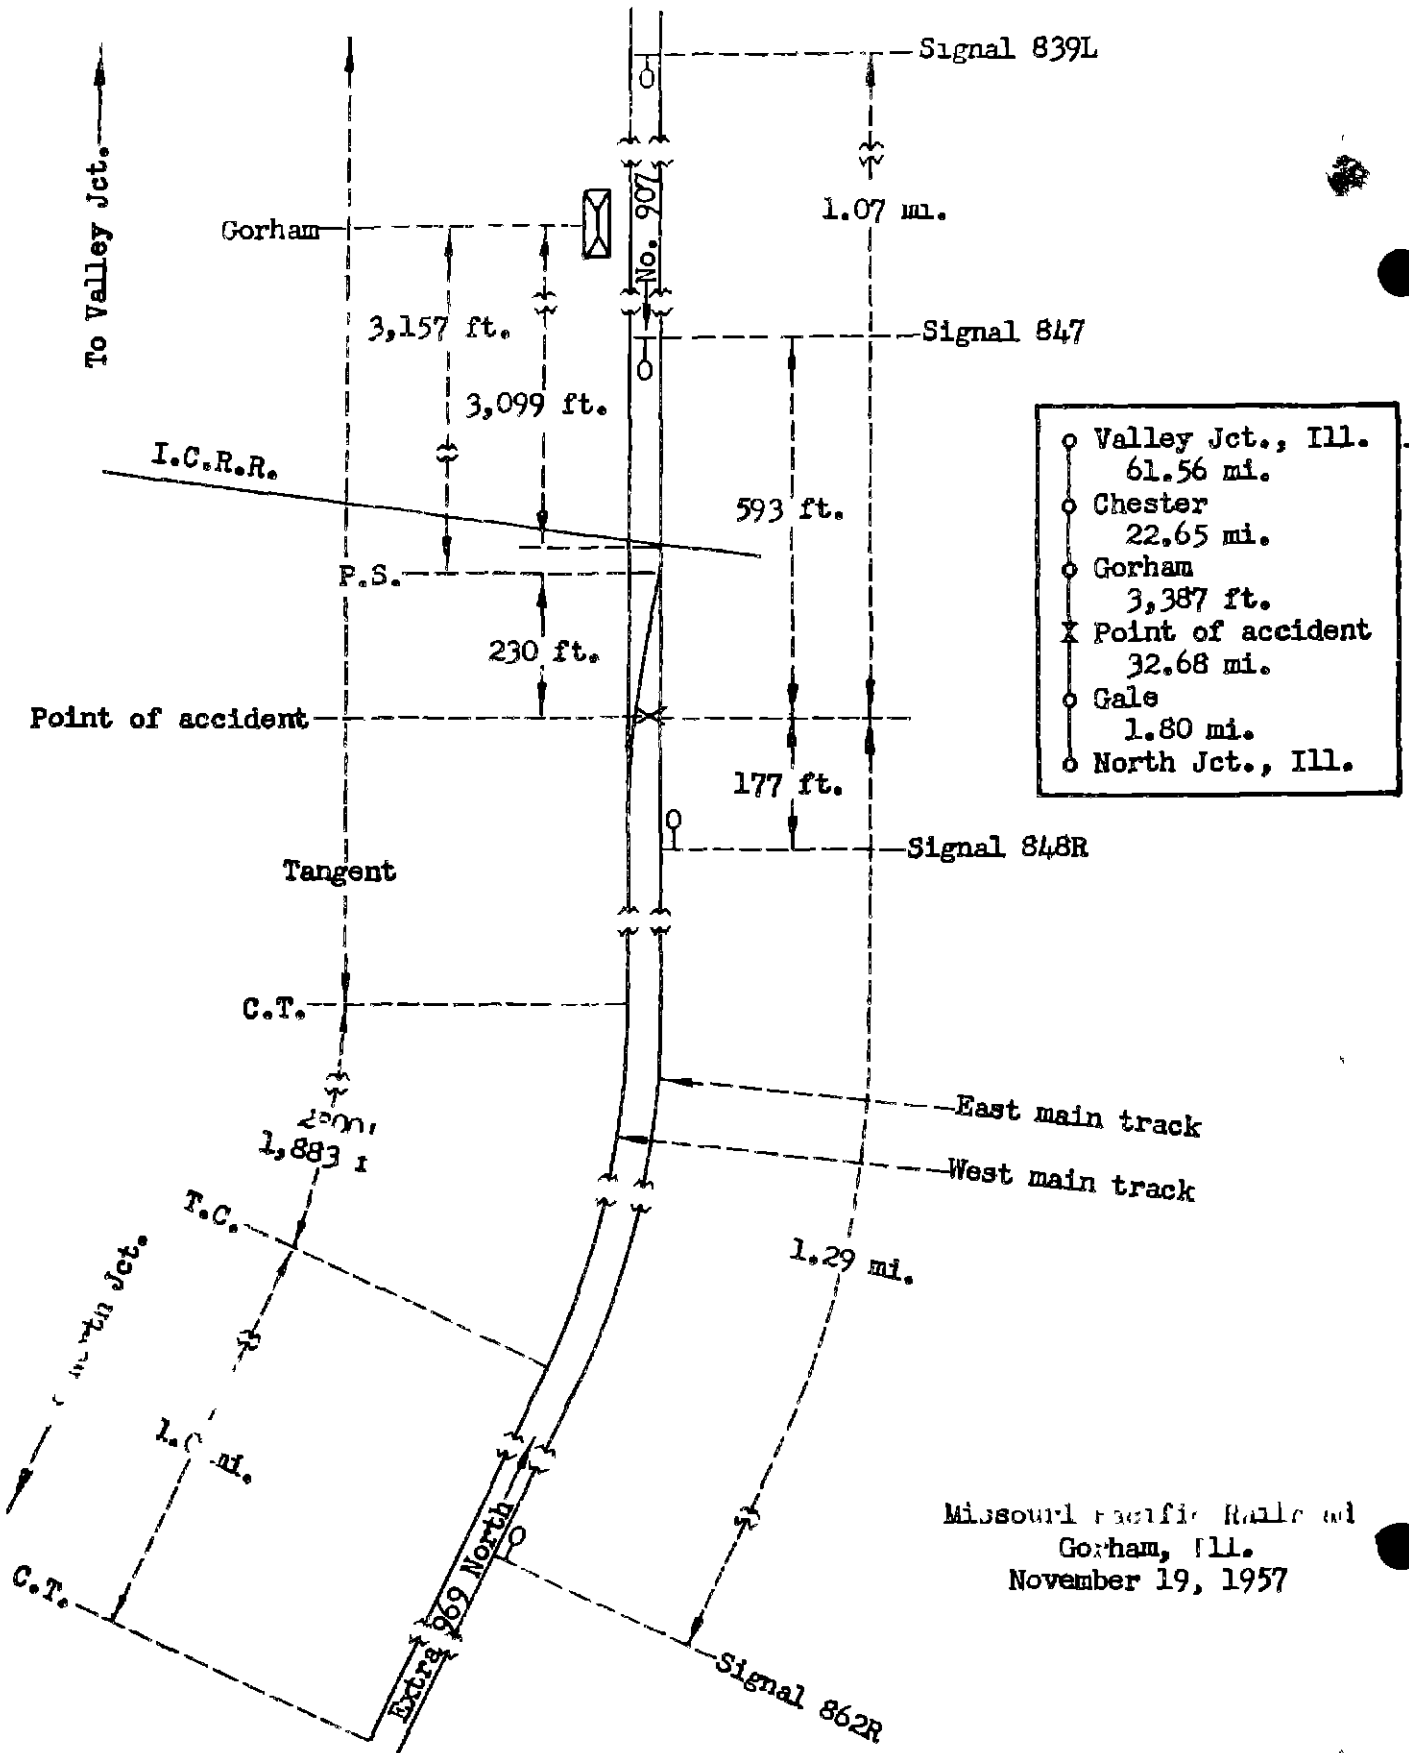 Signal 839L
To Valley Jct.
1.07 mi.
Gorham
No. 907
3,157 ft.
Signal 847
3,099 ft.
I.C.R.R.
593 ft.
P.S.
230 ft.
Point of accident
177 ft.
Signal 848R
Valley Jct., Ill.
61.56 mi.
Chester
22.65 mi.
Gorham
3,387 ft.
Point of accident
32.68 mi.
Gale
1.80 mi.
North Jct., Ill.
Tangent
C.T.
East main track
1,883
West main track
T.C.
Jct.
1.29 mi.
Extra 969 North
C.T.
Signal 862R
Missouri Pacific Railroad
Gorham, Ill.
November 19, 1957